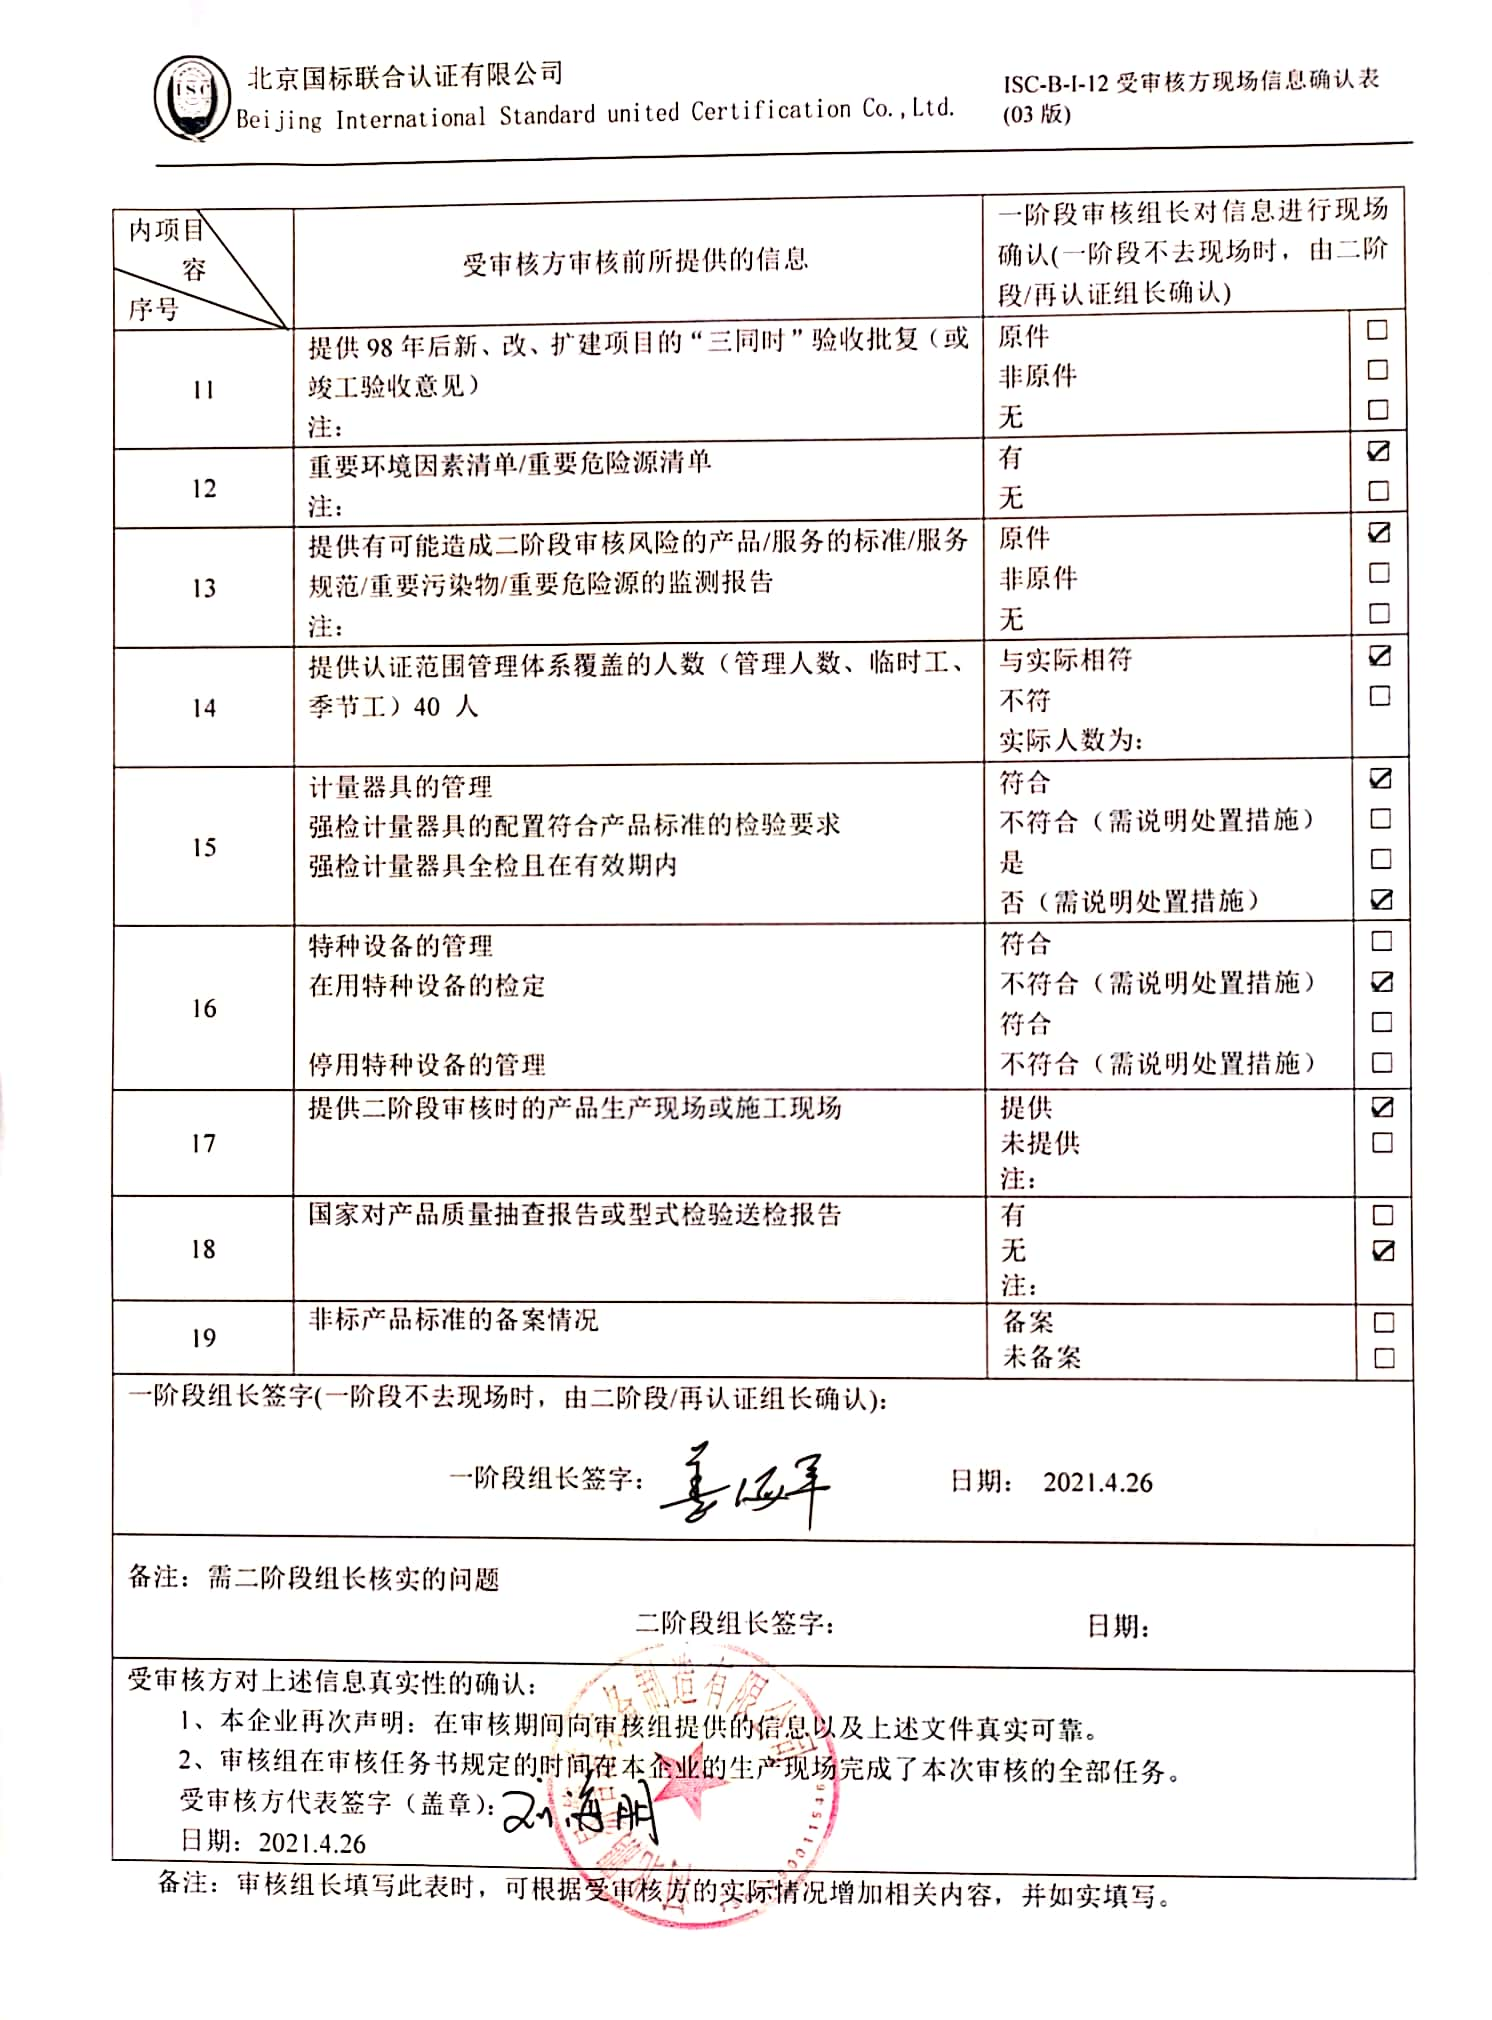 ISC
北京国标联合认证有限公司
Beijing International Standard united Certification Co.,Ltd.
ISC-B-I-12 受审核方现场信息确认表
(03 版)
内项目
容
序号
受审核方审核前所提供的信息
一阶段审核组长对信息进行现场
确认(一阶段不去现场时，由二阶
段/再认证组长确认)
11
提供 98 年后新、改、扩建项目的“三同时”验收批复（或
竣工验收意见）
注：
原件 □
非原件 □
无 □
12
重要环境因素清单/重要危险源清单
注：
有 ☑
无 □
13
提供有可能造成二阶段审核风险的产品/服务的标准/服务
规范/重要污染物/重要危险源的监测报告
注：
原件 ☑
非原件 □
无 □
14
提供认证范围管理体系覆盖的人数（管理人数、临时工、
季节工）40 人
与实际相符 ☑
不符 □
实际人数为：
15
计量器具的管理
强检计量器具的配置符合产品标准的检验要求
强检计量器具全检且在有效期内
符合 ☑
不符合（需说明处置措施） □
是 □
否（需说明处置措施） ☑
16
特种设备的管理
在用特种设备的检定
停用特种设备的管理
符合 □
不符合（需说明处置措施） ☑
符合 □
不符合（需说明处置措施） □
17
提供二阶段审核时的产品生产现场或施工现场
提供 ☑
未提供 □
注：
18
国家对产品质量抽查报告或型式检验送检报告
有 □
无 ☑
注：
19
非标产品标准的备案情况
备案 □
未备案 □
一阶段组长签字(一阶段不去现场时，由二阶段/再认证组长确认)：
一阶段组长签字： 姜海军 日期： 2021.4.26
备注：需二阶段组长核实的问题
二阶段组长签字： 日期：
受审核方对上述信息真实性的确认：
1、本企业再次声明：在审核期间向审核组提供的信息以及上述文件真实可靠。
2、审核组在审核任务书规定的时间在本企业的生产现场完成了本次审核的全部任务。
受审核方代表签字（盖章）：刘海朋
日期：2021.4.26
备注：审核组长填写此表时，可根据受审核方的实际情况增加相关内容，并如实填写。
制造有限公司